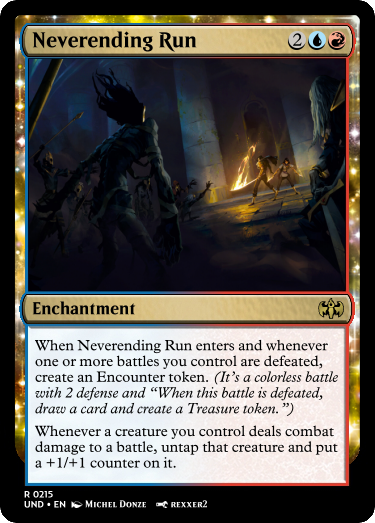 Neverending Run 2
Enchantment
When Neverending Run enters and whenever
one or more battles you control are defeated,
create an Encounter token. (It's a colorless battle
with 2 defense and “When this battle is defeated,
draw a card and create a Treasure token.”)
Whenever a creature you control deals combat
damage to a battle, untap that creature and put
a +1/+1 counter on it.
R 0215
UND • EN MICHEL DONZE REXXER2